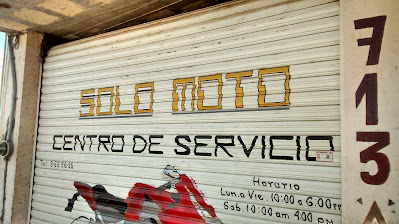 SOLO MOTO
CENTRO DE SERVICIO
Horario
Lun.a Vie. 10:00 a 6:00 PM
Sab. 10:00 am 4:00 PM
713
A